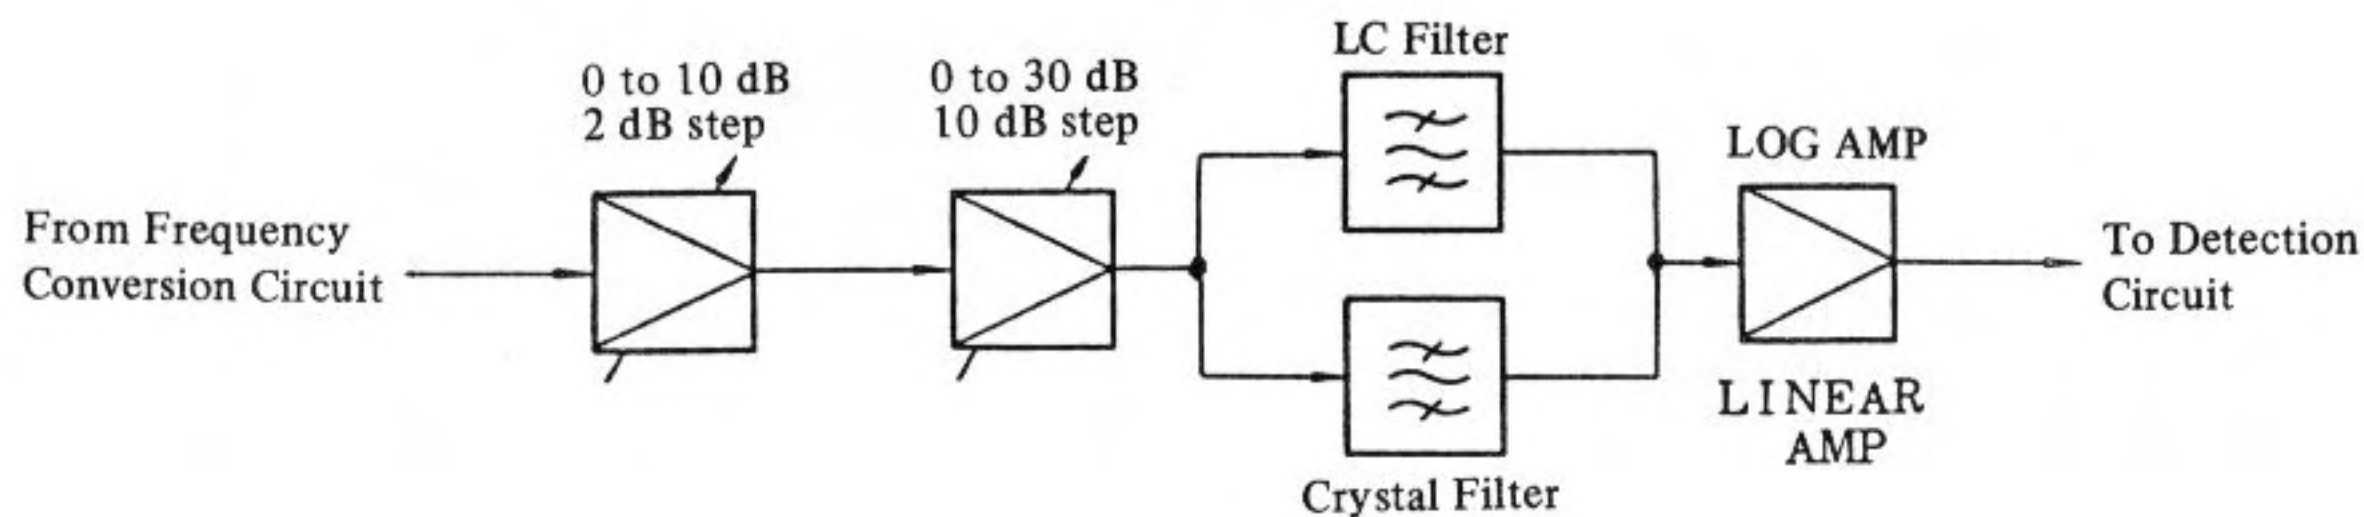 From Frequency
Conversion Circuit
0 to 10 dB
2 dB step
0 to 30 dB
10 dB step
LC Filter
Crystal Filter
LOG AMP
LINEAR
AMP
To Detection
Circuit